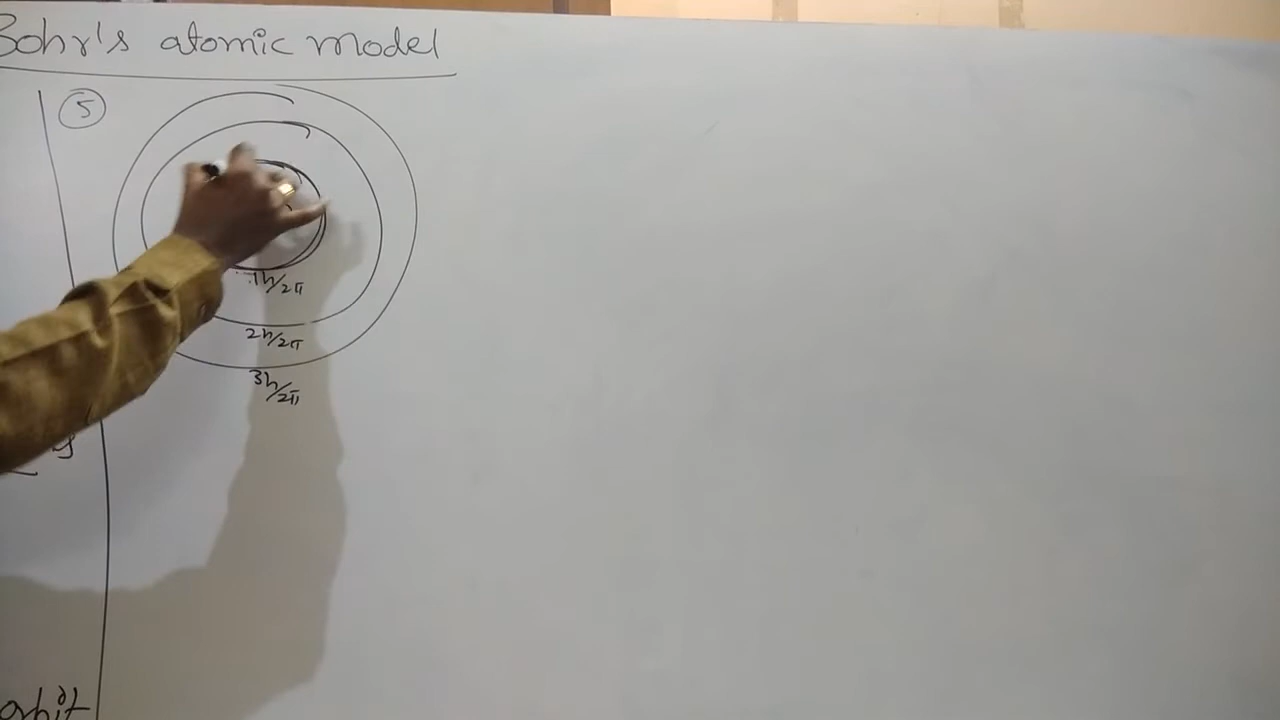 Bohr's atomic model
5
1h/2π
2h/2π
3h/2π
orbit